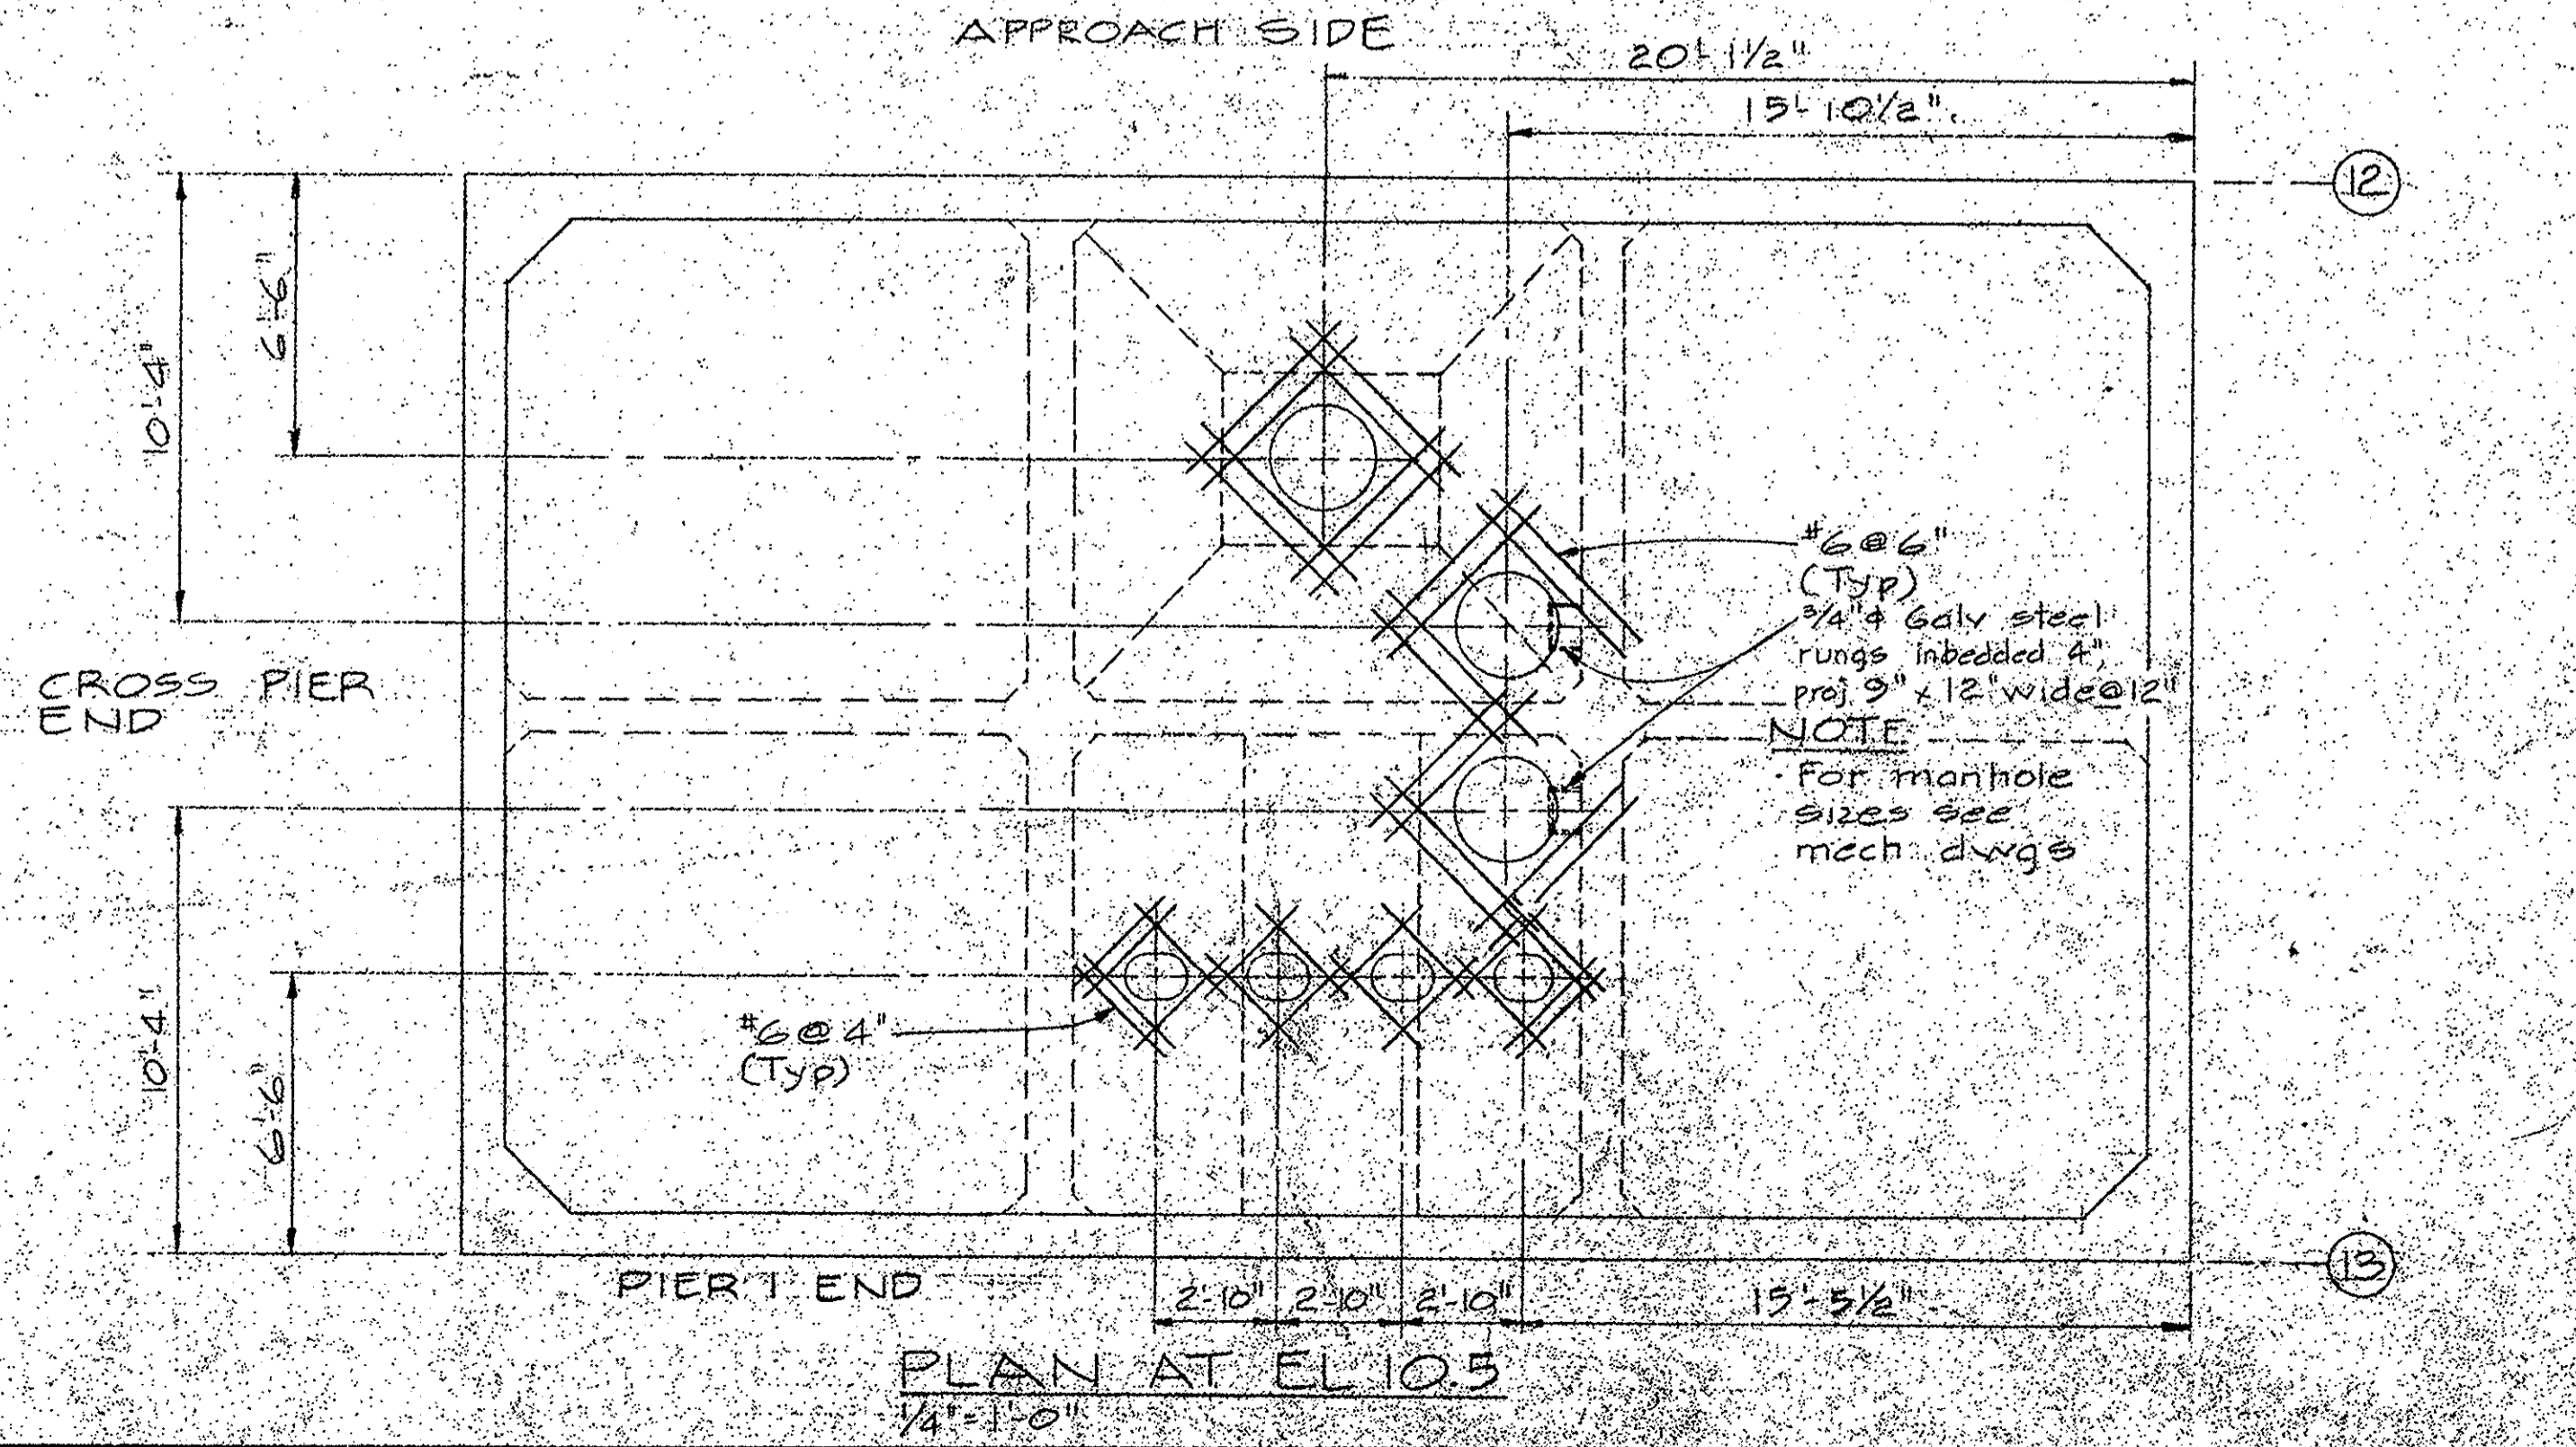 APPROACH SIDE
20'-1½"
15'-10½"
12
6'-6"
10'-4"
#6@6"
(Typ)
¾"ϕ Galv steel
rungs inbedded 4",
proj 9" x 12" wide@12"
CROSS PIER
END
NOTE
For manhole
sizes see
mech dwgs
10'-4"
6'-6"
#6@4"
(Typ)
13
PIER 1 END
2'-10" 2'-10" 2'-10" 15'-5½"
PLAN AT EL 10.5
¼"=1'-0"